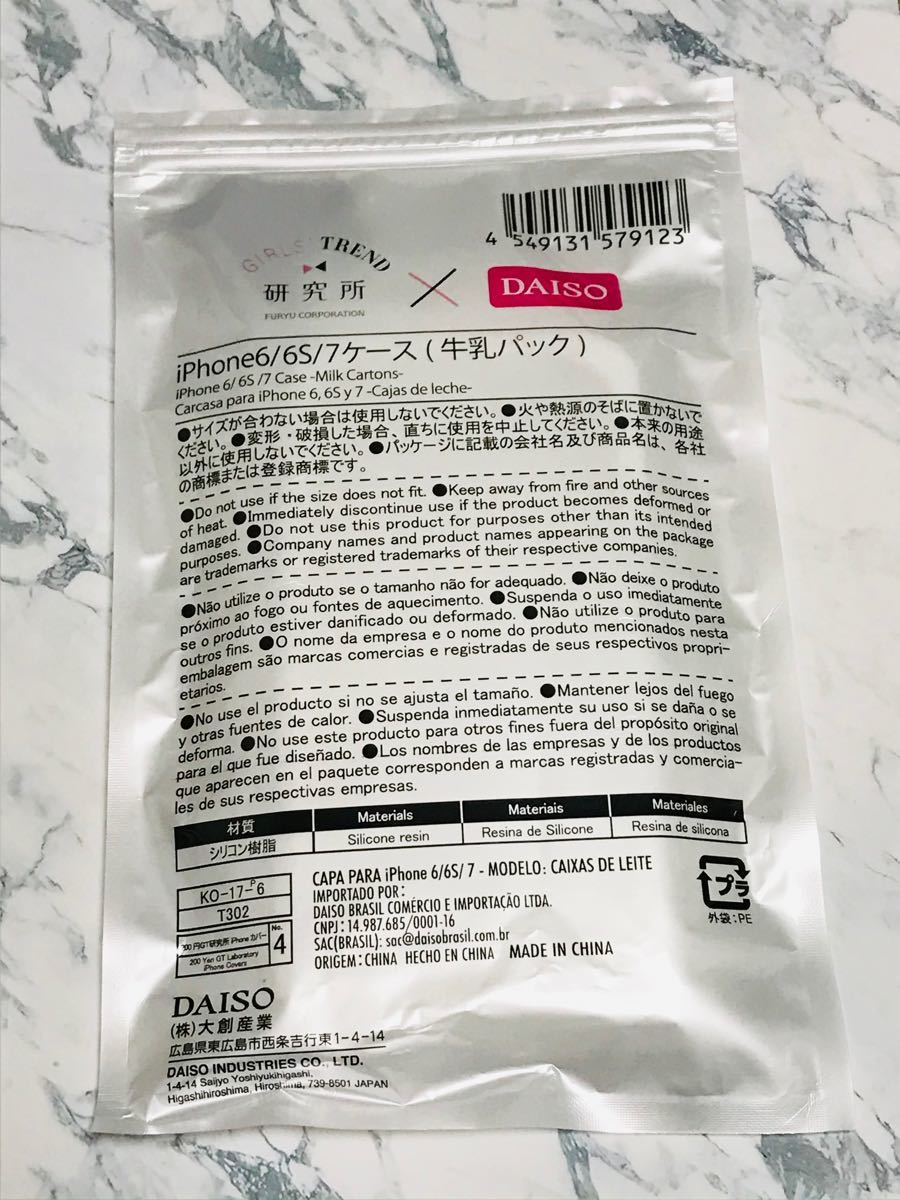 4 549131 579123
GIRLS' TREND
研究所
FURYU CORPORATION
DAISO
iPhone6/6S/7ケース ( 牛乳パック )
iPhone 6/ 6S /7 Case -Milk Cartons-
Carcasa para iPhone 6, 6S y 7 -Cajas de leche-
●サイズが合わない場合は使用しないでください。●火や熱源のそばに置かないで
ください。●変形・破損した場合、直ちに使用を中止してください。●本来の用途
以外に使用しないでください。●パッケージに記載の会社名及び商品名は、各社
の商標または登録商標です。
●Do not use if the size does not fit. ●Keep away from fire and other sources
of heat. ●Immediately discontinue use if the product becomes deformed or
damaged. ●Do not use this product for purposes other than its intended
purposes. ●Company names and product names appearing on the package
are trademarks or registered trademarks of their respective companies.
●Não utilize o produto se o tamanho não for adequado. ●Não deixe o produto
próximo ao fogo ou fontes de aquecimento. ●Suspenda o uso imediatamente
se o produto estiver danificado ou deformado. ●Não utilize o produto para
outros fins. ●O nome da empresa e o nome do produto mencionados nesta
embalagem são marcas comercies e registradas de seus respectivos propri-
etarios.
●No use el producto si no se ajusta el tamaño. ●Mantener lejos del fuego
y otras fuentes de calor. ●Suspenda inmediatamente su uso si se daña o se
deforma. ●No use este producto para otros fines fuera del propósito original
para el que fue diseñado. ●Los nombres de las empresas y de los productos
que aparecen en el paquete corresponden a marcas registradas y comercia-
les de sus respectivas empresas.
材質 Materials Materiais Materiales
シリコン樹脂 Silicone resin Resina de Silicone Resina de silicona
KO-17-P6
T302
300円GT研究所 iPhoneカバー
200 Yen GT Laboratory
iPhone Covers
No.
4
CAPA PARA iPhone 6/6S/ 7 - MODELO: CAIXAS DE LEITE
IMPORTADO POR:
DAISO BRASIL COMÉRCIO E IMPORTAÇÃO LTDA.
CNPJ: 14.987.685/0001-16
SAC(BRASIL): sac@daisobrasil.com.br
ORIGEM: CHINA HECHO EN CHINA MADE IN CHINA
プラ
外袋:PE
DAISO
(株)大創産業
広島県東広島市西条吉行東1-4-14
DAISO INDUSTRIES CO., LTD.
1-4-14 Saijyo Yoshiyukihigashi,
Higashihiroshima, Hiroshima, 739-8501 JAPAN